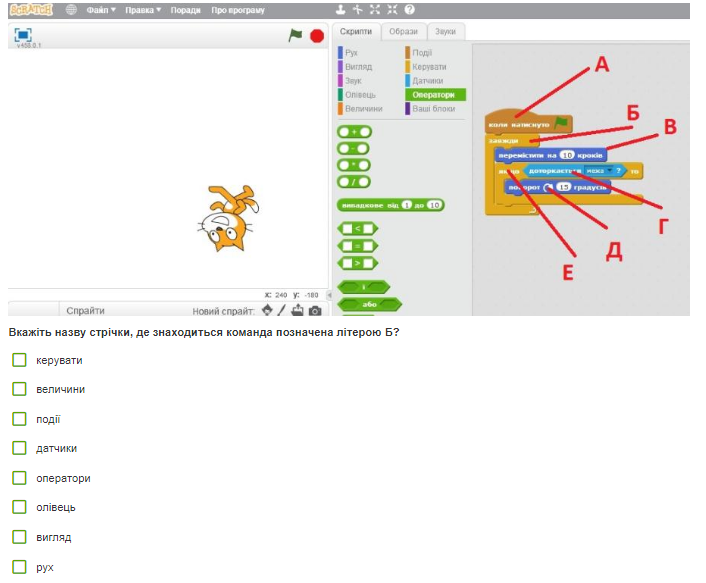 SCRATCH Файл Правка Поради Про програму
v458.0.1
Скрипти Образи Звуки
Рух Події
Вигляд Керувати
Звук Датчики
Олівець Оператори
Величини Ваші блоки
+
-
*
/
випадкове від 1 до 10
<
=
>
і
або
А
Б
В
Г
Д
Е
коли натиснуто
завжди
перемістити на 10 кроків
якщо доторкається межа ? то
поворот 15 градусів
x: 240 y: -180
Спрайти Новий спрайт:
Вкажіть назву стрічки, де знаходиться команда позначена літерою Б?
керувати
величини
події
датчики
оператори
олівець
вигляд
рух